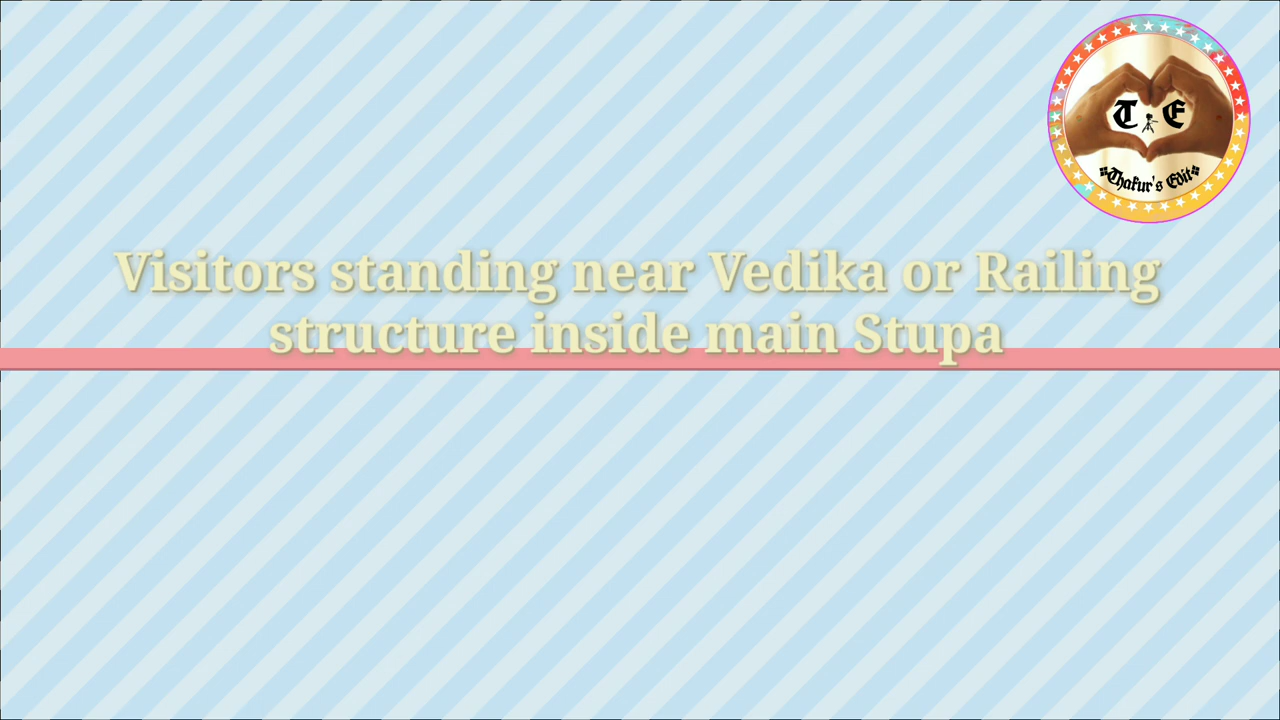 T E
"Thakur's Edit"
Visitors standing near Vedika or Railing
structure inside main Stupa